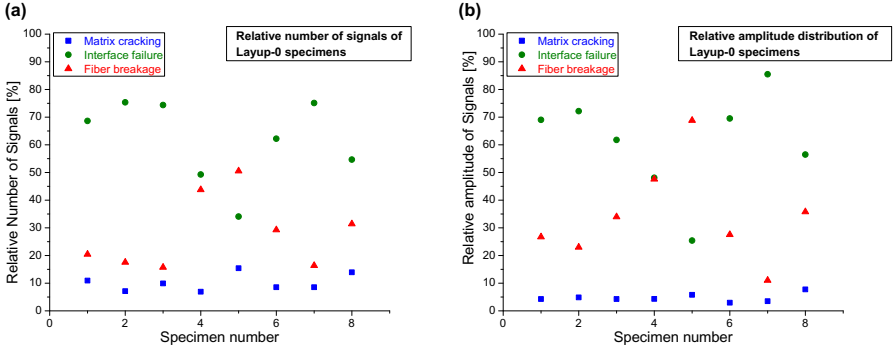 (a)
Relative number of signals of
Layup-0 specimens
Matrix cracking
Interface failure
Fiber breakage
Relative Number of Signals [%]
100
90
80
70
60
50
40
30
20
10
0
0 2 4 6 8
Specimen number
(b)
Relative amplitude distribution of
Layup-0 specimens
Matrix cracking
Interface failure
Fiber breakage
Relative amplitude of Signals [%]
100
90
80
70
60
50
40
30
20
10
0
0 2 4 6 8
Specimen number